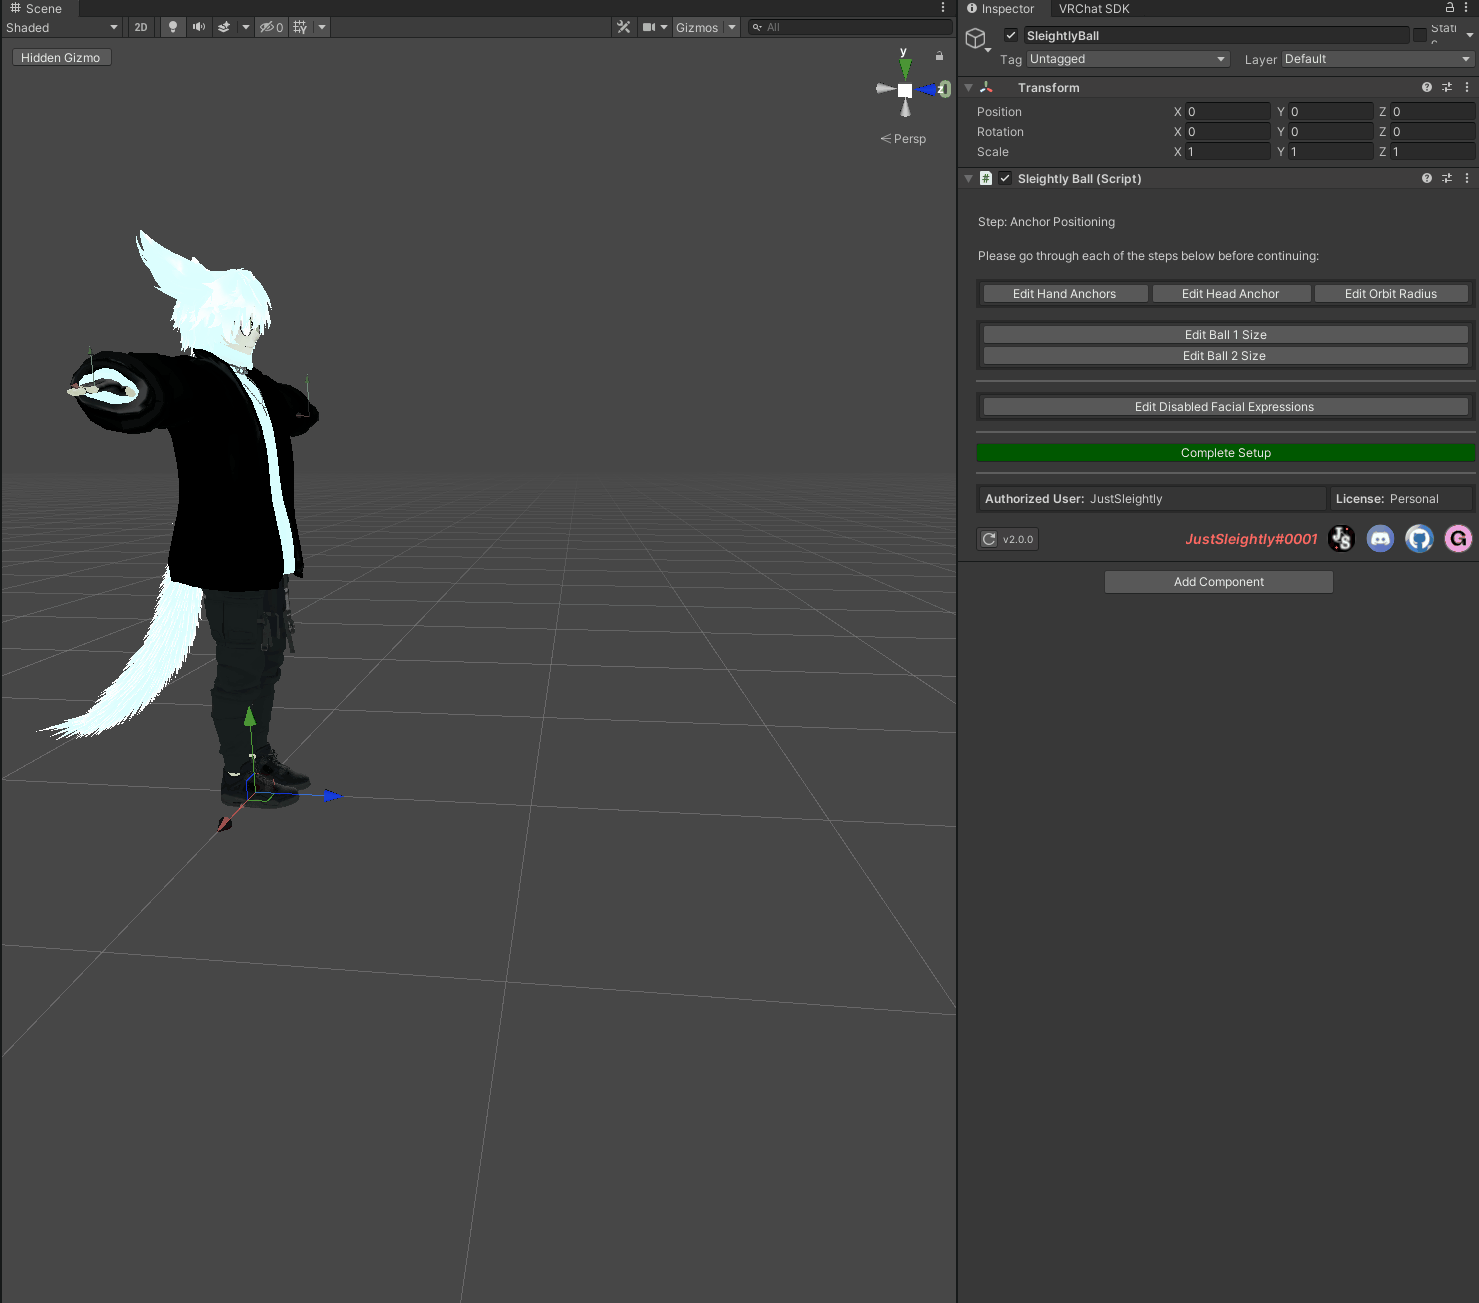 Scene
Shaded
2D
0
Gizmos
All
Hidden Gizmo
y
z
Persp
Inspector
VRChat SDK
SleightlyBall
Static
Tag Untagged
Layer Default
Transform
Position X 0 Y 0 Z 0
Rotation X 0 Y 0 Z 0
Scale X 1 Y 1 Z 1
# Sleightly Ball (Script)
Step: Anchor Positioning
Please go through each of the steps below before continuing:
Edit Hand Anchors Edit Head Anchor Edit Orbit Radius
Edit Ball 1 Size
Edit Ball 2 Size
Edit Disabled Facial Expressions
Complete Setup
Authorized User: JustSleightly License: Personal
v2.0.0
JustSleightly#0001
JS
G
Add Component